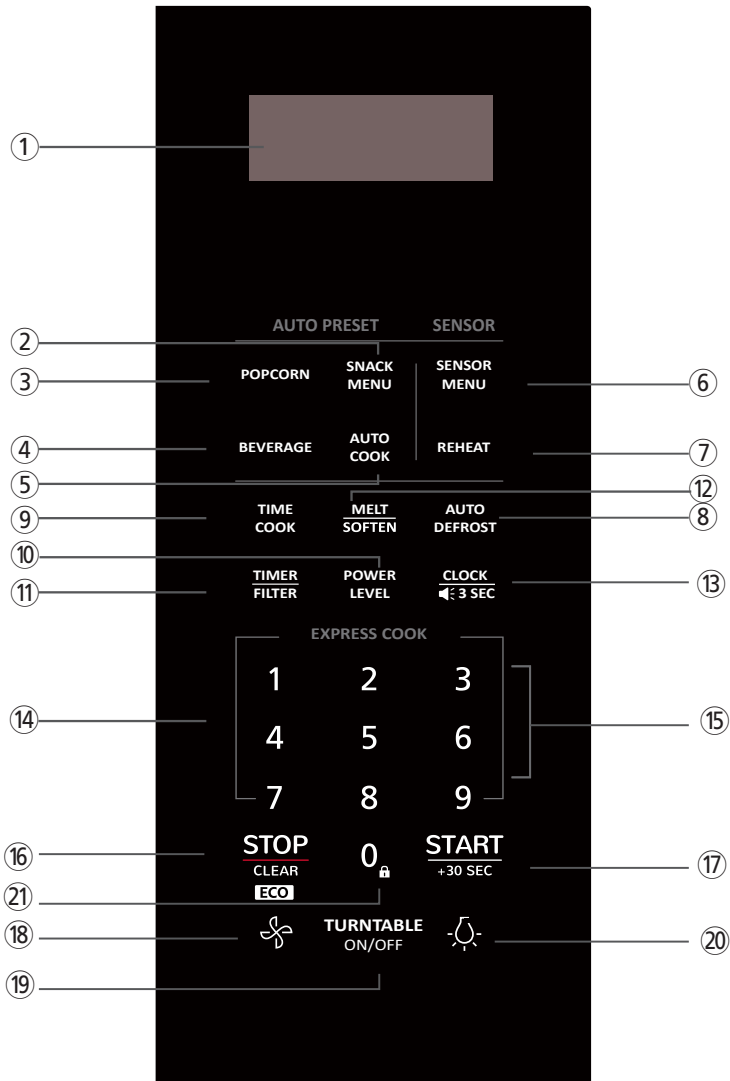 ①
AUTO PRESET SENSOR
②
③ POPCORN SNACK MENU SENSOR MENU ⑥
④ BEVERAGE AUTO COOK REHEAT ⑦
⑤
⑫
⑨ TIME COOK MELT SOFTEN AUTO DEFROST ⑧
⑩
⑪ TIMER FILTER POWER LEVEL CLOCK 3 SEC ⑬
EXPRESS COOK
1 2 3
⑭ ⑮
4 5 6
7 8 9
⑯ STOP 0 START ⑰
CLEAR +30 SEC
㉑ ECO
⑱ TURNTABLE ⑳
ON/OFF
⑲